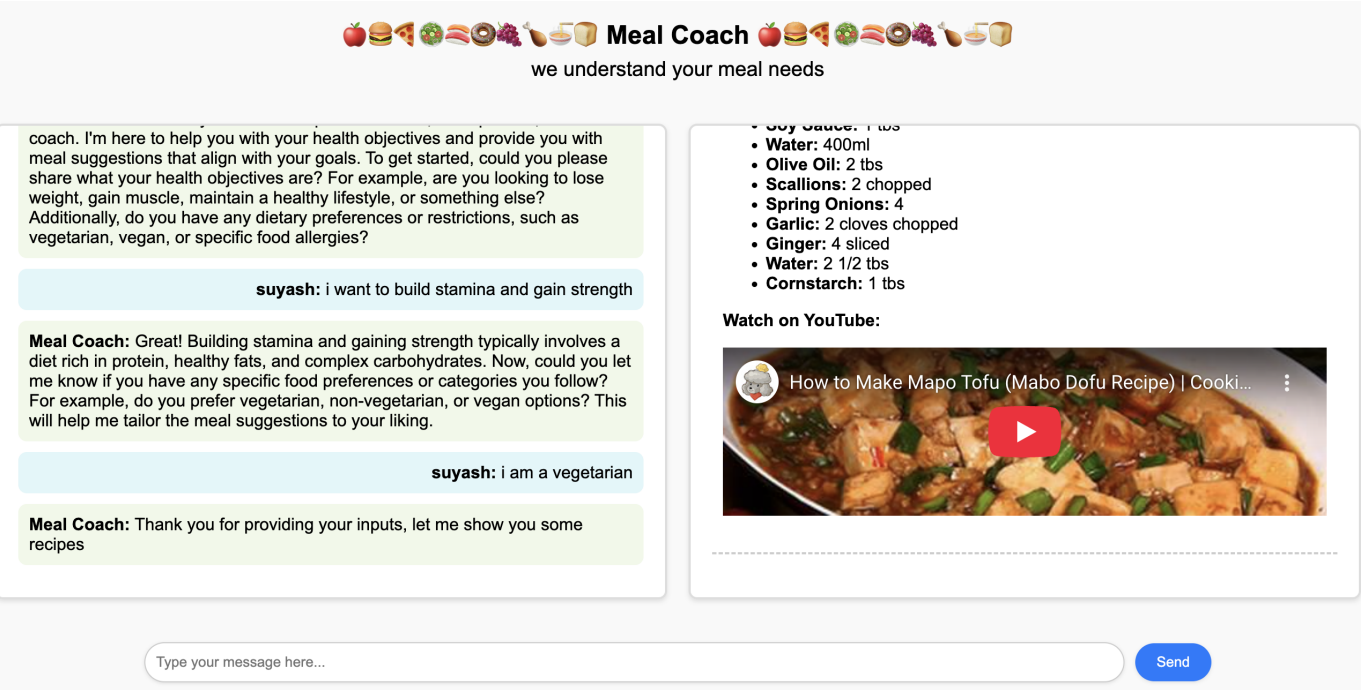 Meal Coach
we understand your meal needs
coach. I'm here to help you with your health objectives and provide you with
meal suggestions that align with your goals. To get started, could you please
share what your health objectives are? For example, are you looking to lose
weight, gain muscle, maintain a healthy lifestyle, or something else?
Additionally, do you have any dietary preferences or restrictions, such as
vegetarian, vegan, or specific food allergies?
suyash: i want to build stamina and gain strength
Meal Coach: Great! Building stamina and gaining strength typically involves a
diet rich in protein, healthy fats, and complex carbohydrates. Now, could you let
me know if you have any specific food preferences or categories you follow?
For example, do you prefer vegetarian, non-vegetarian, or vegan options? This
will help me tailor the meal suggestions to your liking.
suyash: i am a vegetarian
Meal Coach: Thank you for providing your inputs, let me show you some
recipes
Soy Sauce: 1 tbs
Water: 400ml
Olive Oil: 2 tbs
Scallions: 2 chopped
Spring Onions: 4
Garlic: 2 cloves chopped
Ginger: 4 sliced
Water: 2 1/2 tbs
Cornstarch: 1 tbs
Watch on YouTube:
How to Make Mapo Tofu (Mabo Dofu Recipe) | Cooki...
Type your message here...
Send